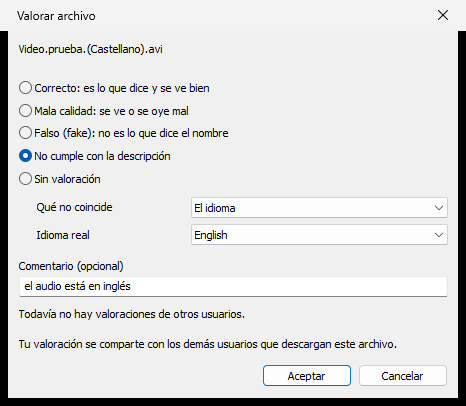 Valorar archivo
Video.prueba.(Castellano).avi
Correcto: es lo que dice y se ve bien
Mala calidad: se ve o se oye mal
Falso (fake): no es lo que dice el nombre
No cumple con la descripción
Sin valoración
Qué no coincide
El idioma
Idioma real
English
Comentario (opcional)
el audio está en inglés
Todavía no hay valoraciones de otros usuarios.
Tu valoración se comparte con los demás usuarios que descargan este archivo.
Aceptar
Cancelar